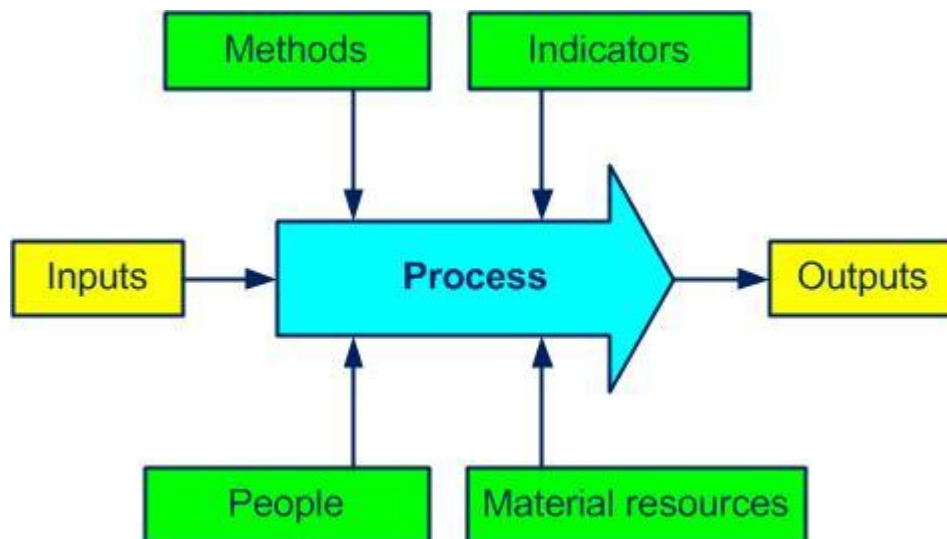 Methods
Indicators
Inputs
Process
Outputs
People
Material resources